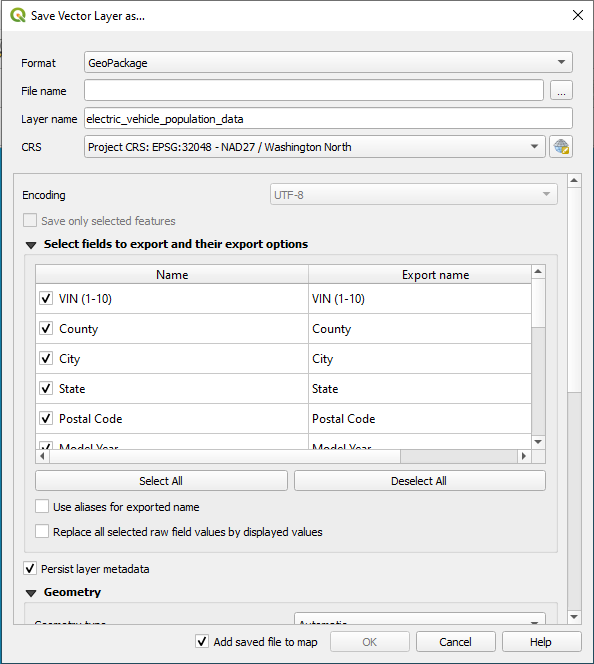 Save Vector Layer as...
Format GeoPackage
File name ...
Layer name electric_vehicle_population_data
CRS Project CRS: EPSG:32048 - NAD27 / Washington North
Encoding UTF-8
Save only selected features
Select fields to export and their export options
Name Export name
VIN (1-10) VIN (1-10)
County County
City City
State State
Postal Code Postal Code
Model Year Model Year
Select All Deselect All
Use aliases for exported name
Replace all selected raw field values by displayed values
Persist layer metadata
Geometry
Geometry type Automatic
Add saved file to map OK Cancel Help